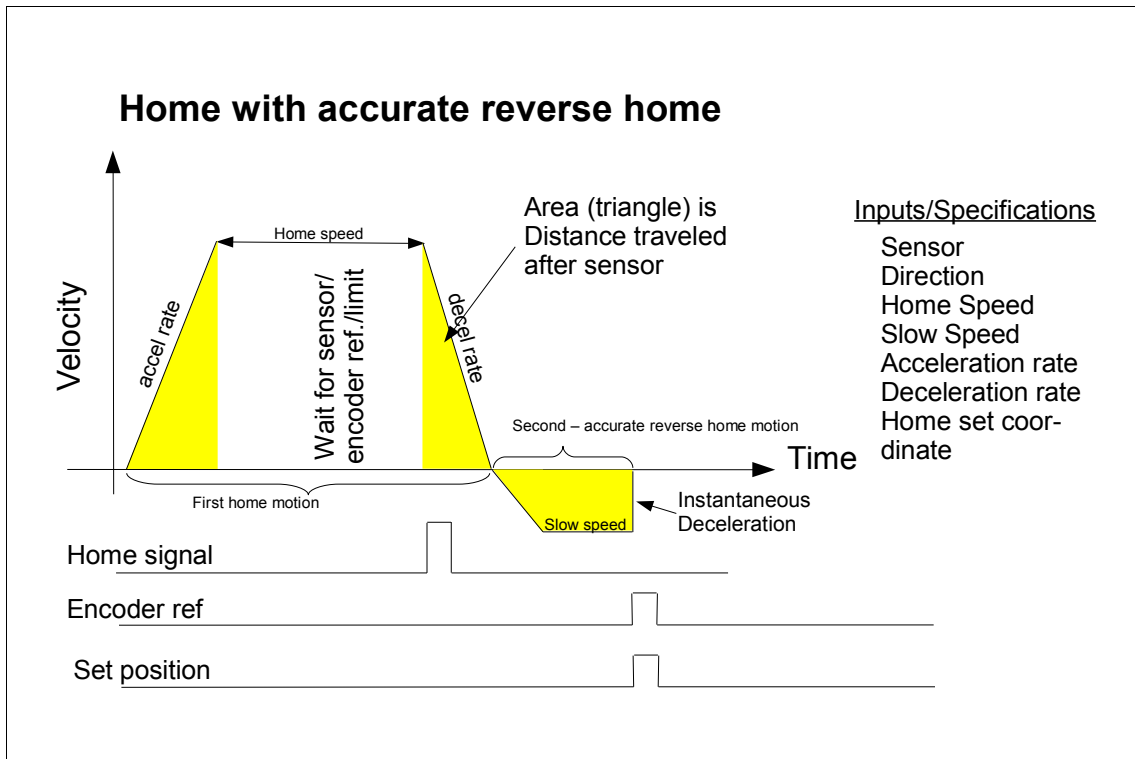 Home with accurate reverse home
Area (triangle) is
Distance traveled
after sensor
Inputs/Specifications
Sensor
Direction
Home Speed
Slow Speed
Acceleration rate
Deceleration rate
Home set coor-
dinate
Home speed
Velocity
accel rate
Wait for sensor/
encoder ref./limit
decel rate
Second – accurate reverse home motion
Time
First home motion
Slow speed
Instantaneous
Deceleration
Home signal
Encoder ref
Set position